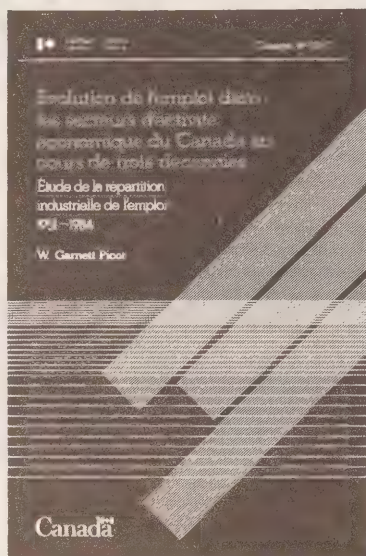 Évolution de l'emploi dans
les secteurs d'activité
économique du Canada au
cours de trois décennies
Étude de la répartition
industrielle de l'emploi
1951-1984
W. Garnett Picot
Canada